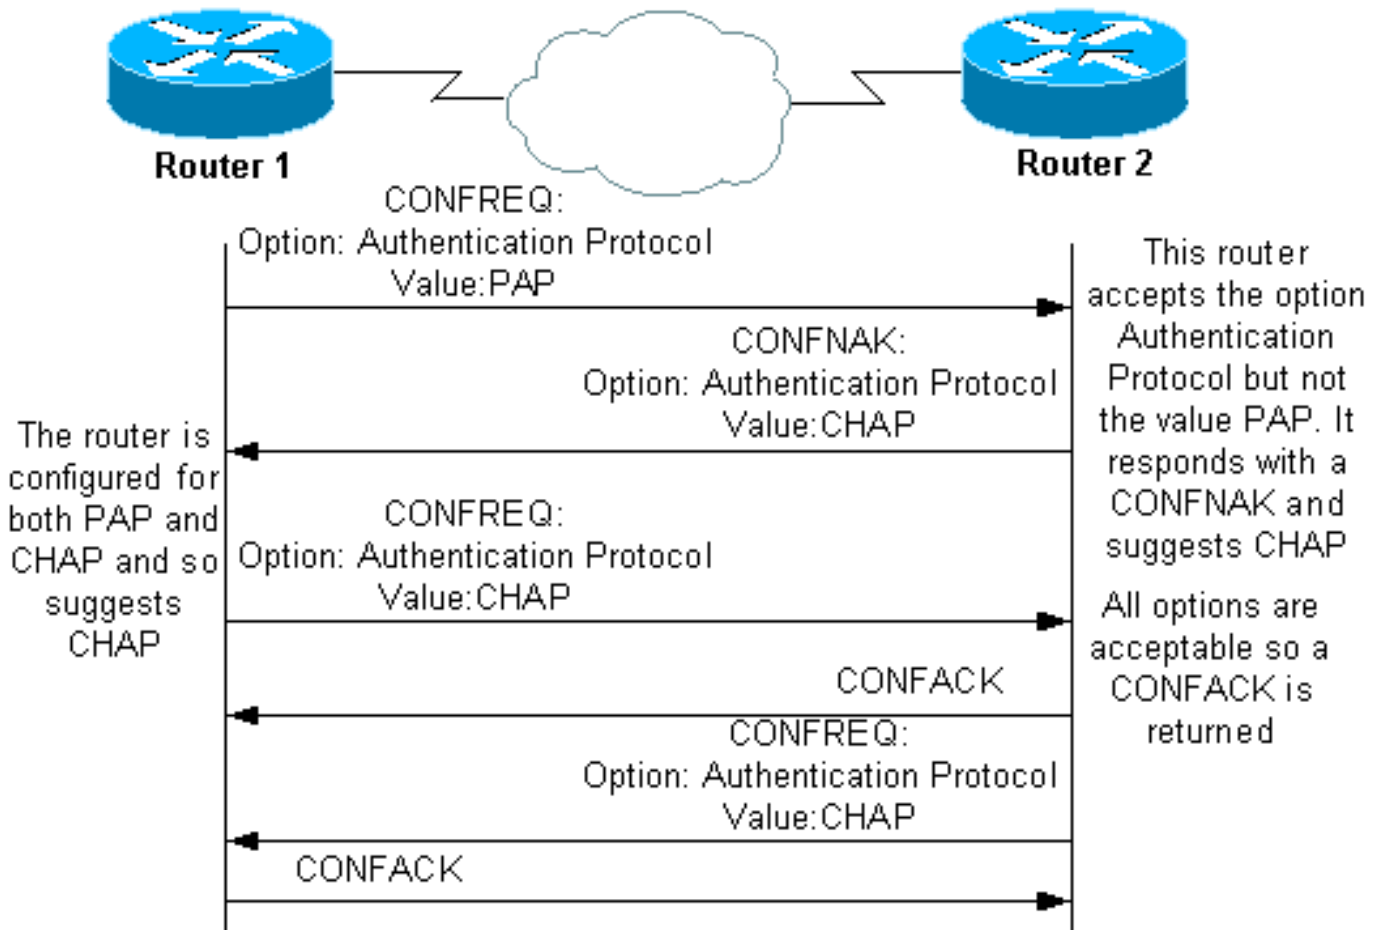 Router 1
Router 2
CONFREQ:
Option: Authentication Protocol
Value:PAP
This router
accepts the option
Authentication
Protocol but not
the value PAP. It
responds with a
CONFNAK and
suggests CHAP
CONFNAK:
Option: Authentication Protocol
Value:CHAP
The router is
configured for
both PAP and
CHAP and so
suggests
CHAP
CONFREQ:
Option: Authentication Protocol
Value:CHAP
All options are
acceptable so a
CONFACK is
returned
CONFACK
CONFREQ:
Option: Authentication Protocol
Value:CHAP
CONFACK